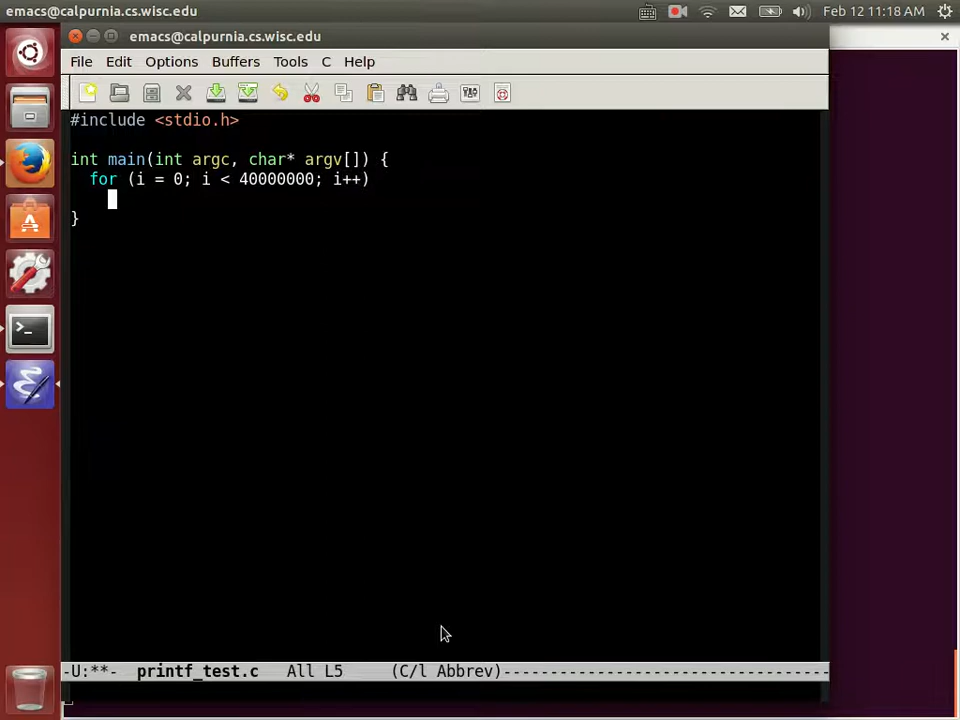 emacs@calpurnia.cs.wisc.edu
Feb 12 11:18 AM
emacs@calpurnia.cs.wisc.edu
File Edit Options Buffers Tools C Help
#include <stdio.h>
int main(int argc, char* argv[]) {
for (i = 0; i < 40000000; i++)
}
-U:**- printf_test.c All L5 (C/l Abbrev)-----------------------------------